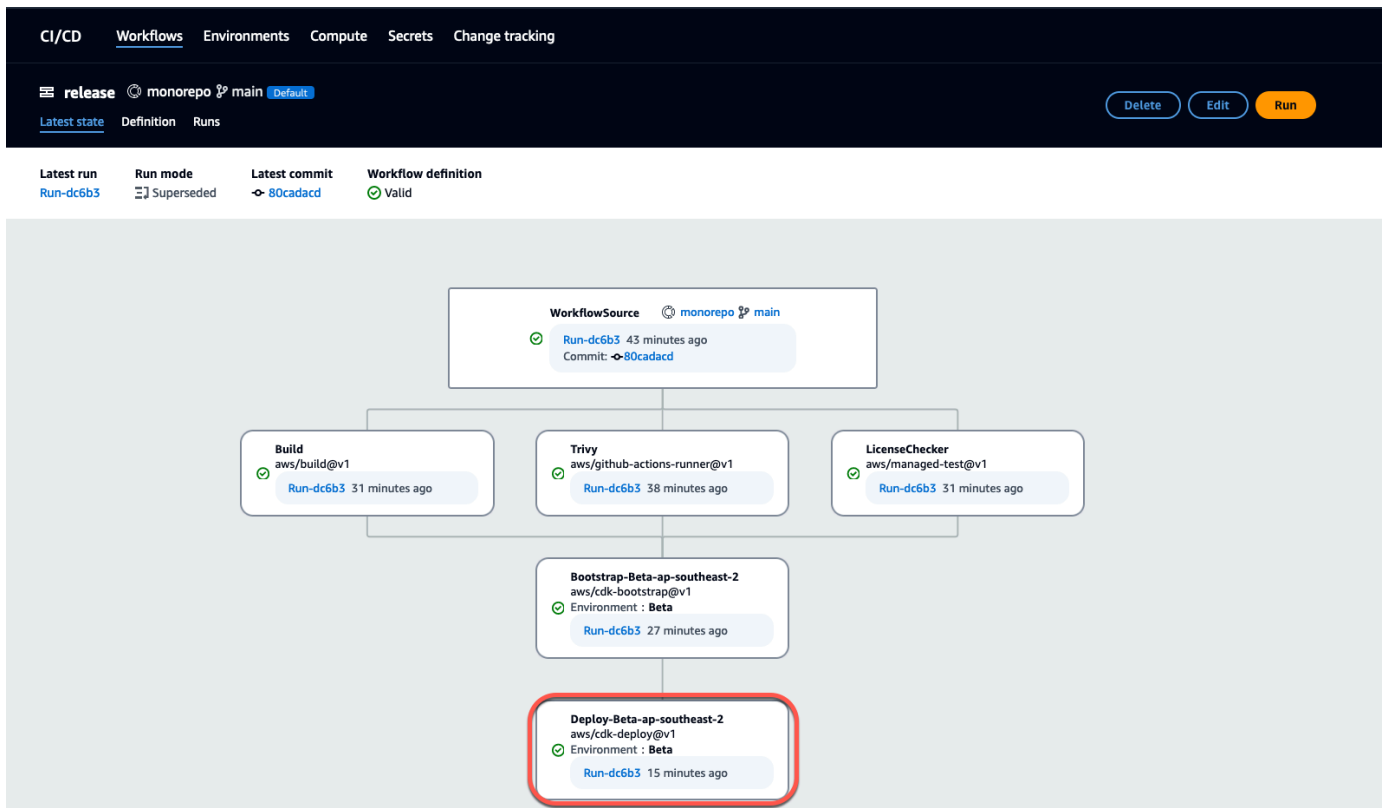 CI/CD Workflows Environments Compute Secrets Change tracking
release monorepo main Default
Delete Edit Run
Latest state Definition Runs
Latest run Run mode Latest commit Workflow definition
Run-dc6b3 Superseded 80cadacd Valid
WorkflowSource monorepo main
Run-dc6b3 43 minutes ago
Commit: 80cadacd
Build
aws/build@v1
Run-dc6b3 31 minutes ago
Trivy
aws/github-actions-runner@v1
Run-dc6b3 38 minutes ago
LicenseChecker
aws/managed-test@v1
Run-dc6b3 31 minutes ago
Bootstrap-Beta-ap-southeast-2
aws/cdk-bootstrap@v1
Environment : Beta
Run-dc6b3 27 minutes ago
Deploy-Beta-ap-southeast-2
aws/cdk-deploy@v1
Environment : Beta
Run-dc6b3 15 minutes ago